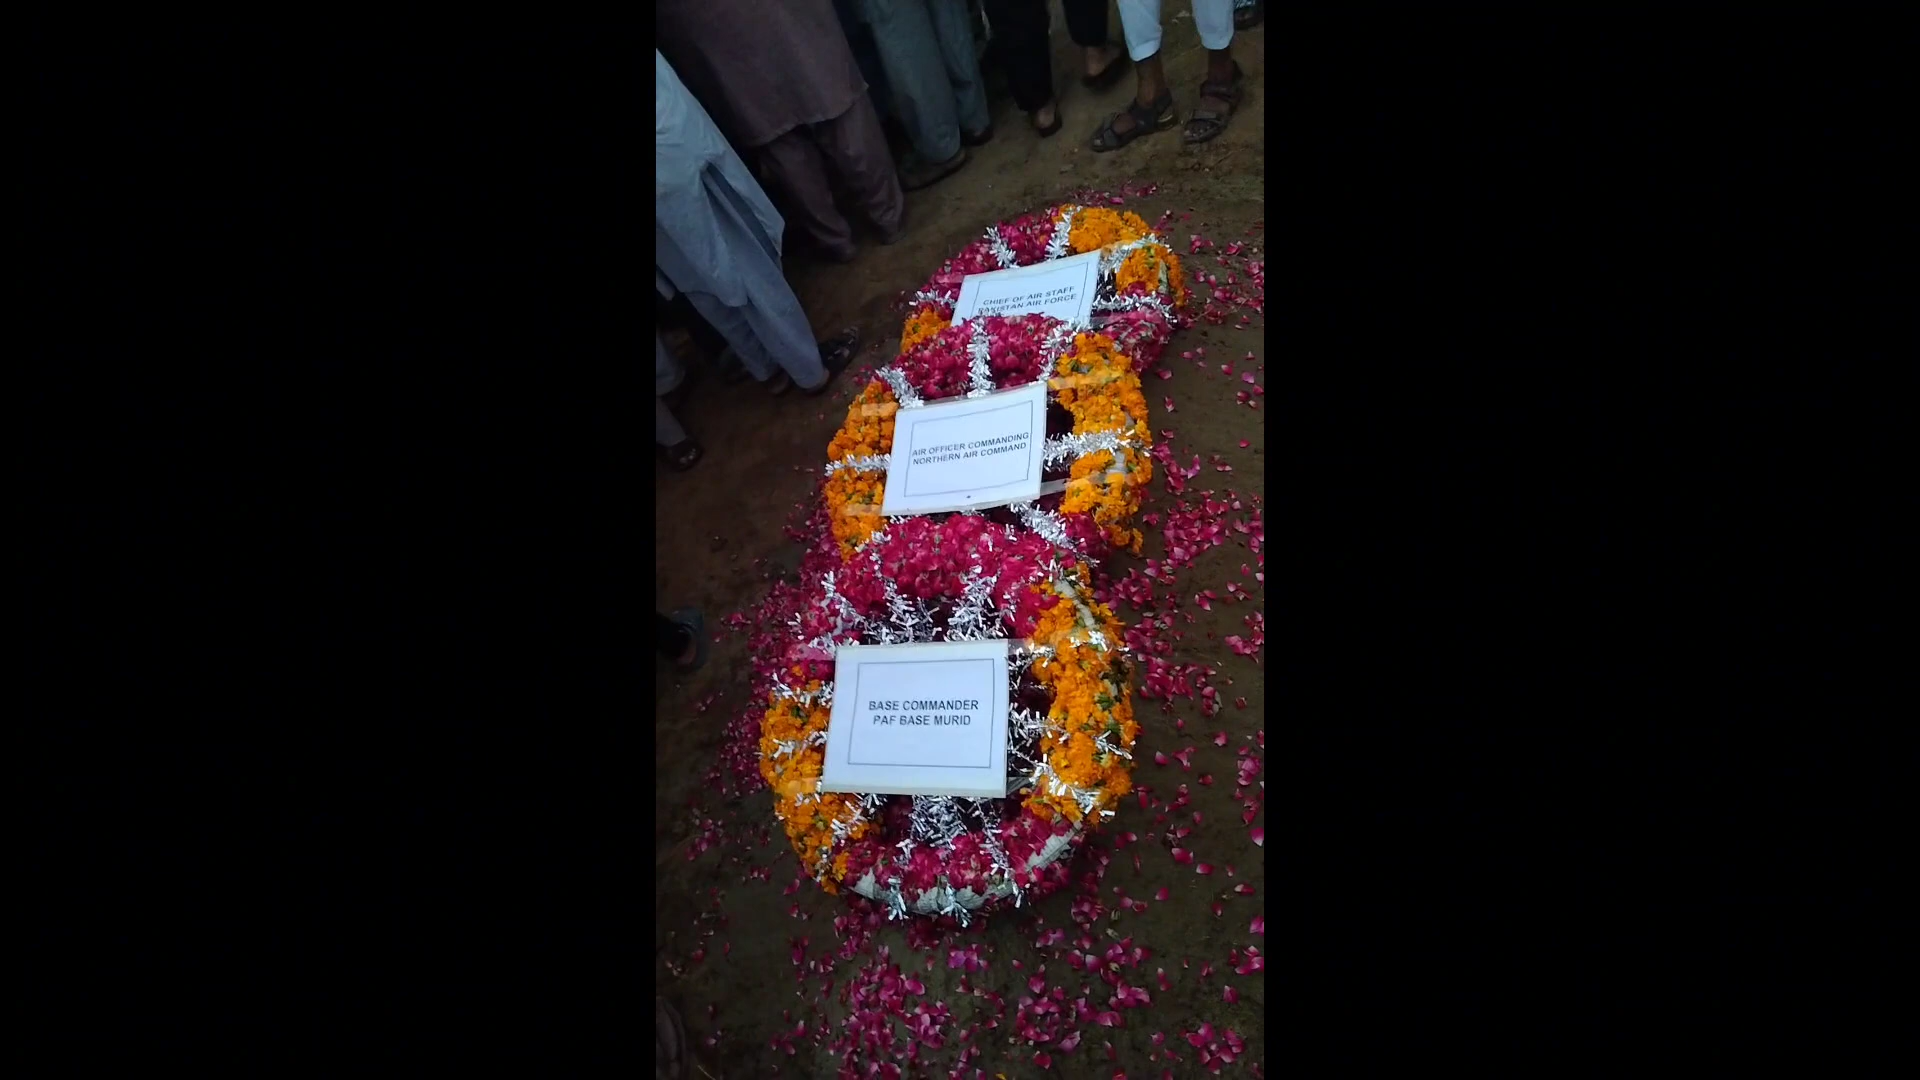 CHIEF OF AIR STAFF
PAKISTAN AIR FORCE
AIR OFFICER COMMANDING
NORTHERN AIR COMMAND
BASE COMMANDER
PAF BASE MURID